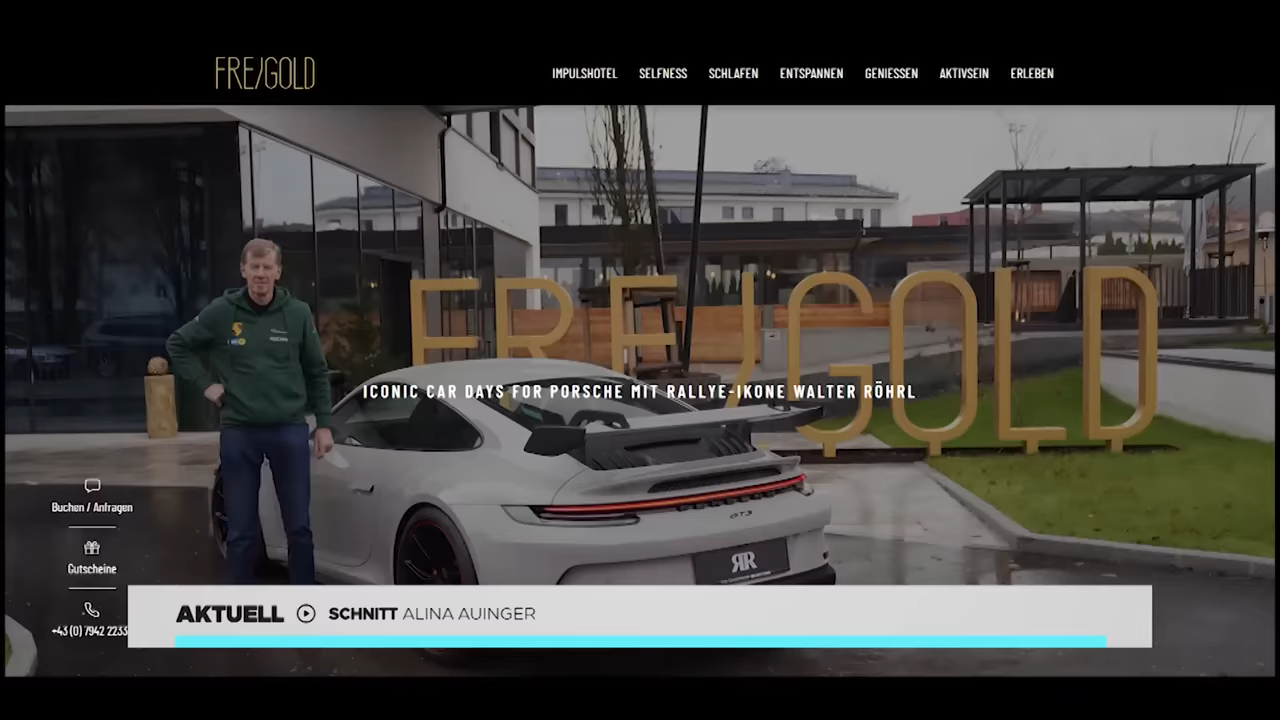 FRE/GOLD
IMPULSHOTEL SELFNESS SCHLAFEN ENTSPANNEN GENIESSEN AKTIVSEIN ERLEBEN
FRE/GOLD
ICONIC CAR DAYS FOR PORSCHE MIT RALLYE-IKONE WALTER RÖHRL
Buchen / Anfragen
GT3
Gutscheine
RR
AKTUELL SCHNITT ALINA AUINGER
+43 (0) 7942 2233